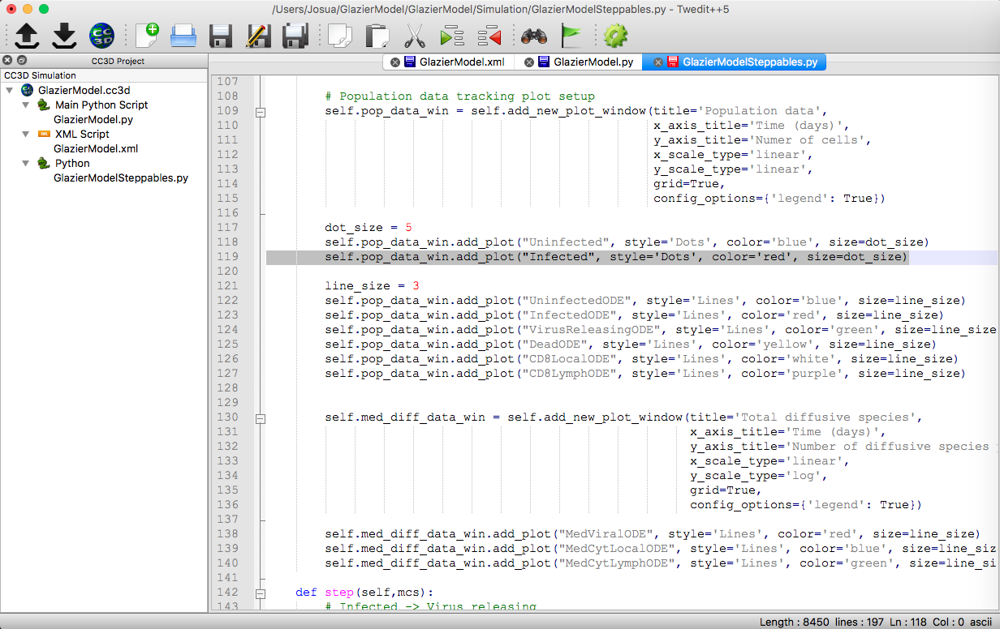 /Users/Josua/GlazierModel/GlazierModel/Simulation/GlazierModelSteppables.py - Twedit++5
CC3D Project
GlazierModel.xml
GlazierModel.py
GlazierModelSteppables.py
CC3D Simulation
GlazierModel.cc3d
Main Python Script
GlazierModel.py
XML Script
GlazierModel.xml
Python
GlazierModelSteppables.py
107
108 # Population data tracking plot setup
109 self.pop_data_win = self.add_new_plot_window(title='Population data',
110 x_axis_title='Time (days)',
111 y_axis_title='Numer of cells',
112 x_scale_type='linear',
113 y_scale_type='linear',
114 grid=True,
115 config_options={'legend': True})
116
117 dot_size = 5
118 self.pop_data_win.add_plot("Uninfected", style='Dots', color='blue', size=dot_size)
119 self.pop_data_win.add_plot("Infected", style='Dots', color='red', size=dot_size)
120
121 line_size = 3
122 self.pop_data_win.add_plot("UninfectedODE", style='Lines', color='blue', size=line_size)
123 self.pop_data_win.add_plot("InfectedODE", style='Lines', color='red', size=line_size)
124 self.pop_data_win.add_plot("VirusReleasingODE", style='Lines', color='green', size=line_size
125 self.pop_data_win.add_plot("DeadODE", style='Lines', color='yellow', size=line_size)
126 self.pop_data_win.add_plot("CD8LocalODE", style='Lines', color='white', size=line_size)
127 self.pop_data_win.add_plot("CD8LymphODE", style='Lines', color='purple', size=line_size)
128
129
130 self.med_diff_data_win = self.add_new_plot_window(title='Total diffusive species',
131 x_axis_title='Time (days)',
132 y_axis_title='Number of diffusive species
133 x_scale_type='linear',
134 y_scale_type='log',
135 grid=True,
136 config_options={'legend': True})
137
138 self.med_diff_data_win.add_plot("MedViralODE", style='Lines', color='red', size=line_size)
139 self.med_diff_data_win.add_plot("MedCytLocalODE", style='Lines', color='blue', size=line_siz
140 self.med_diff_data_win.add_plot("MedCytLymphODE", style='Lines', color='green', size=line_si
141
142 def step(self,mcs):
143 # Infected -> Virus releasing
Length : 8450 lines : 197 Ln : 118 Col : 0 ascii